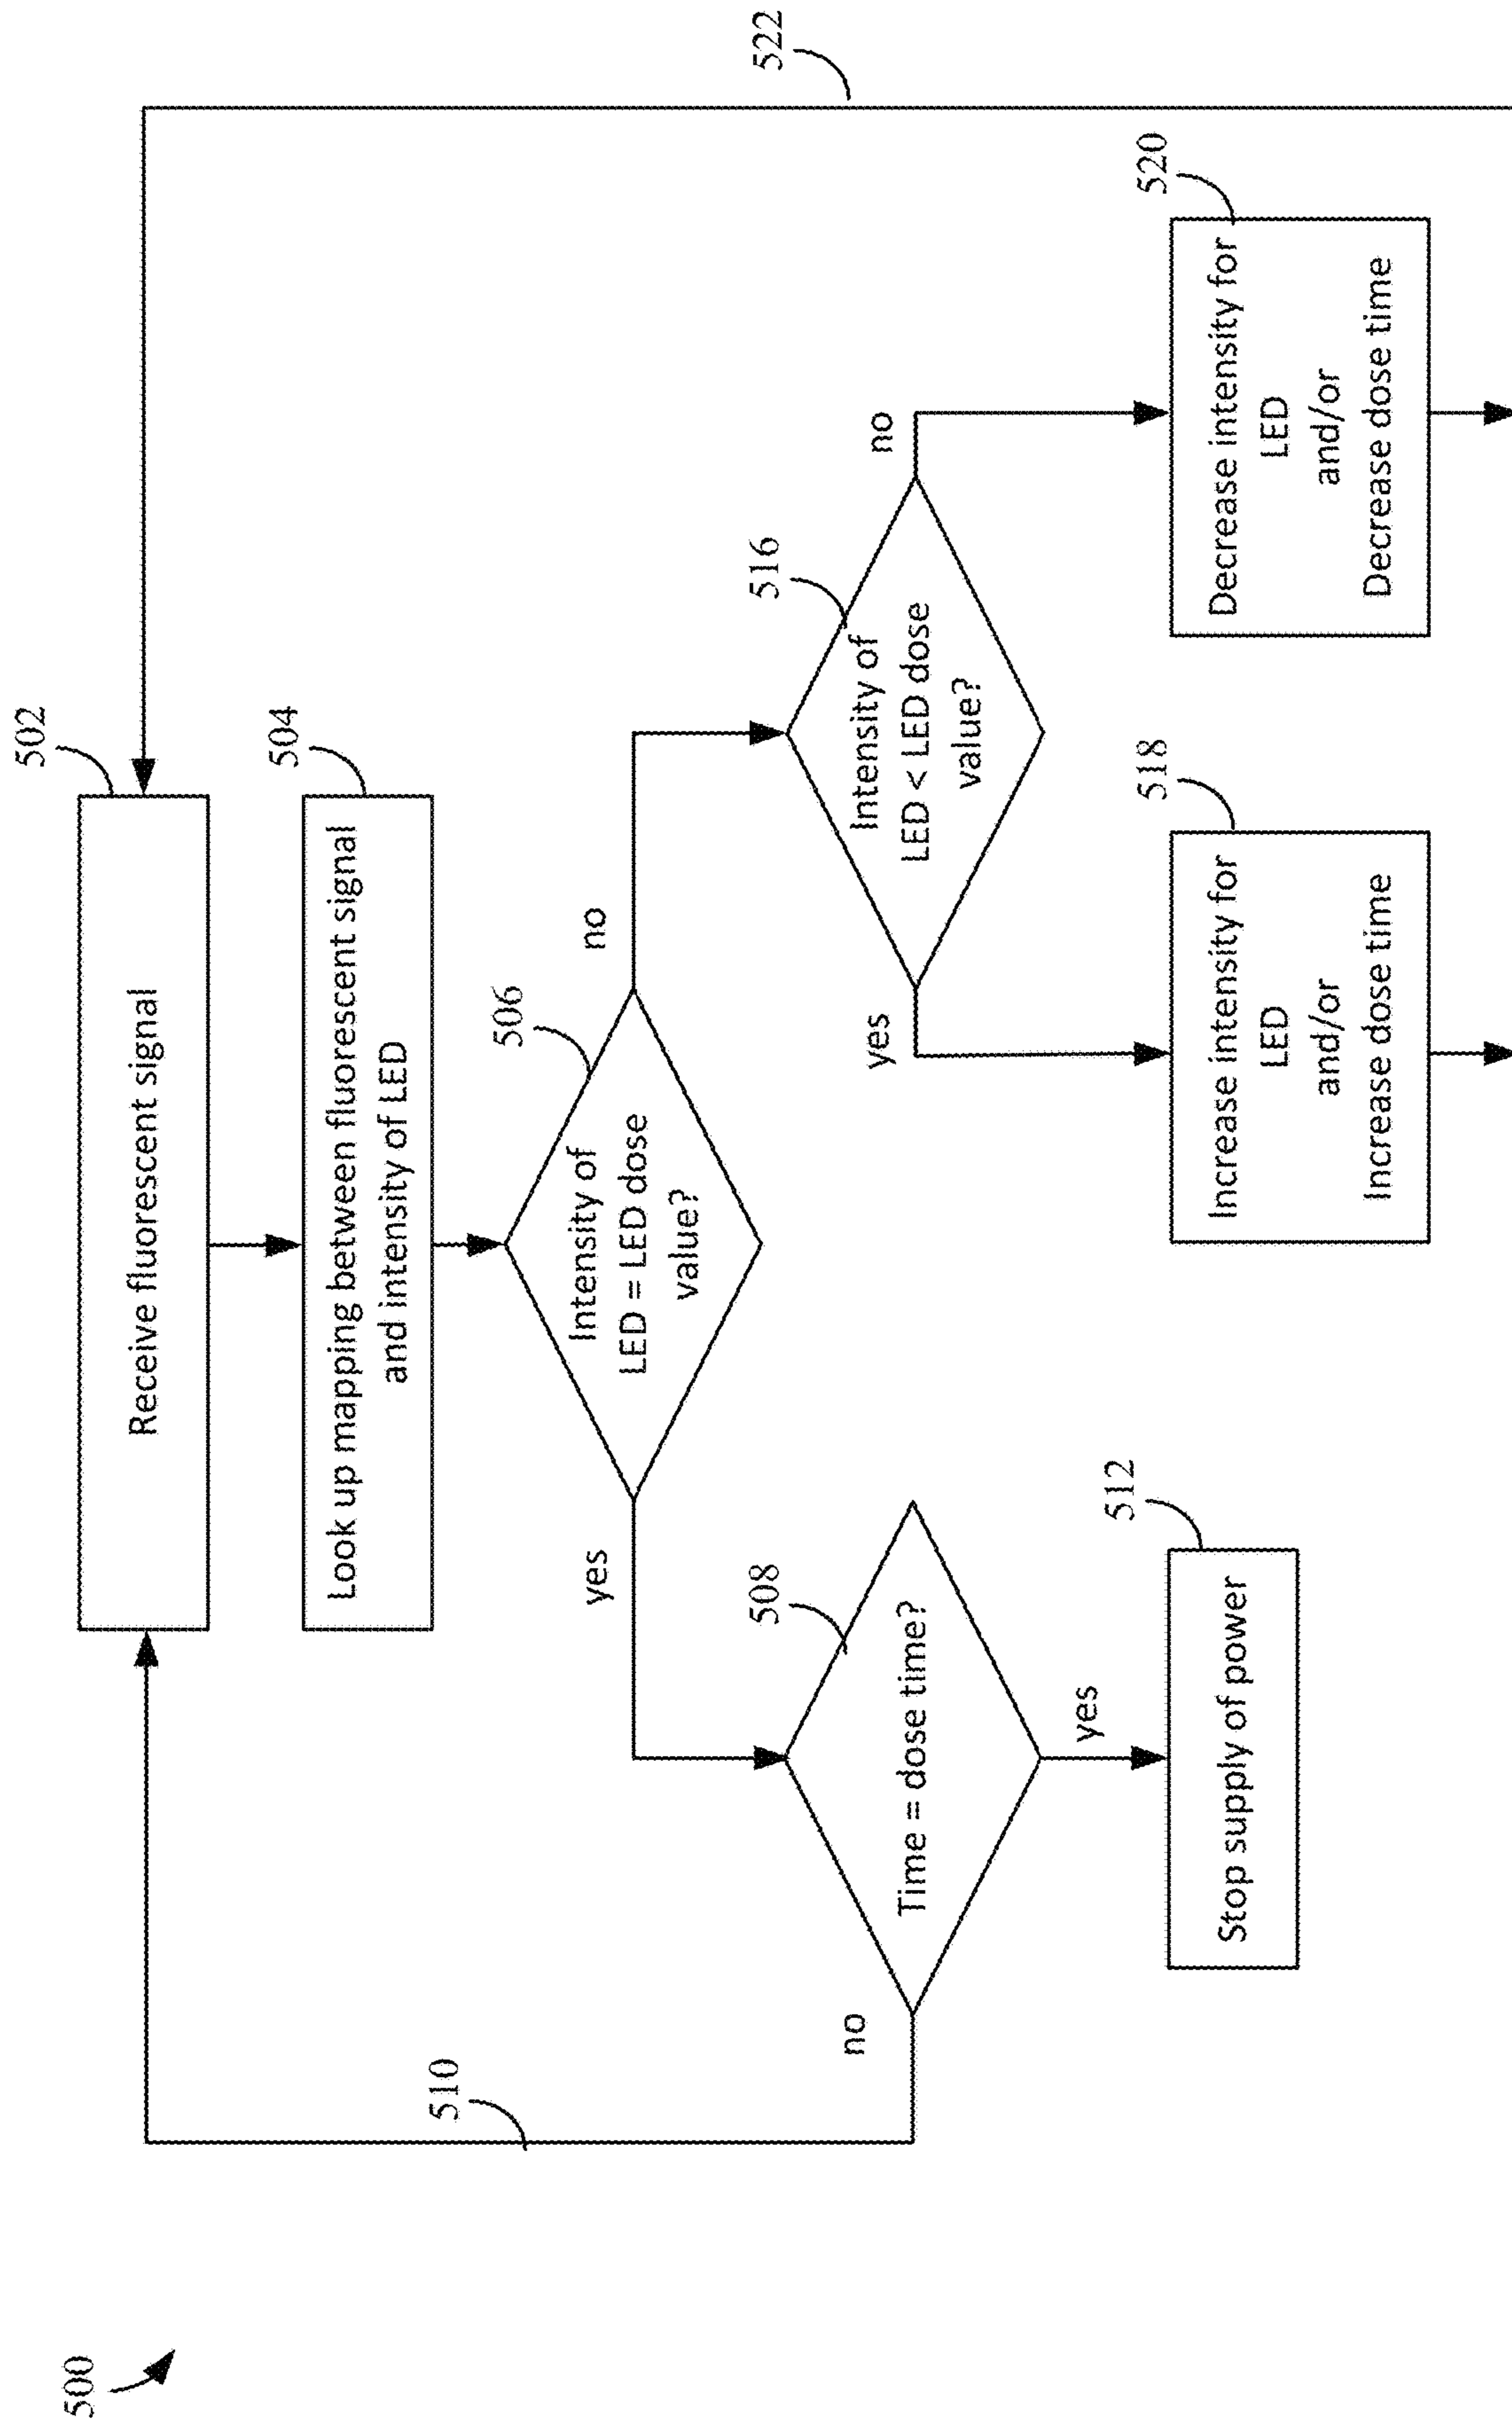 500
502
Receive fluorescent signal
504
Look up mapping between fluorescent signal
and intensity of LED
506
Intensity of
LED = LED dose
value?
yes
no
510
508
Time = dose time?
no
yes
512
Stop supply of power
516
Intensity of
LED < LED dose
value?
yes
no
518
Increase intensity for
LED
and/or
Increase dose time
520
Decrease intensity for
LED
and/or
Decrease dose time
522